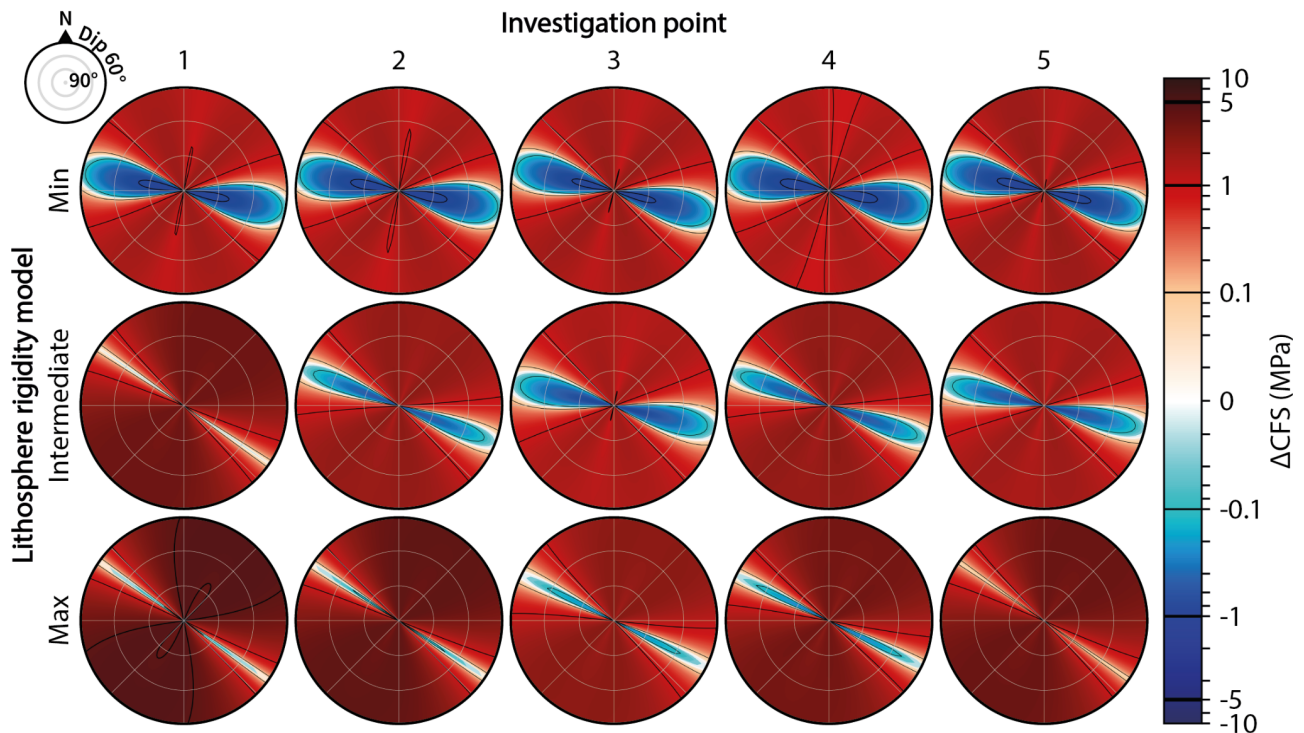 Investigation point
N
Dip 60°
90°
1 2 3 4 5
Lithosphere rigidity model
Min
Intermediate
Max
10
5
1
0.1
0
-0.1
-1
-5
-10
ΔCFS (MPa)